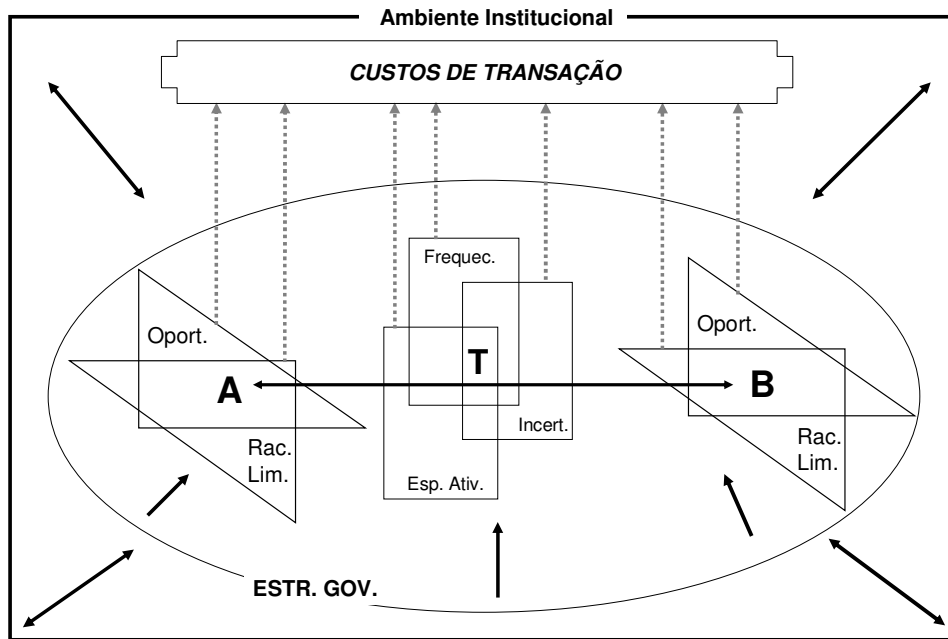 Ambiente Institucional
CUSTOS DE TRANSAÇÃO
Frequec.
Oport.
Oport.
T
A
B
Incert.
Rac.
Lim.
Rac.
Lim.
Esp. Ativ.
ESTR. GOV.